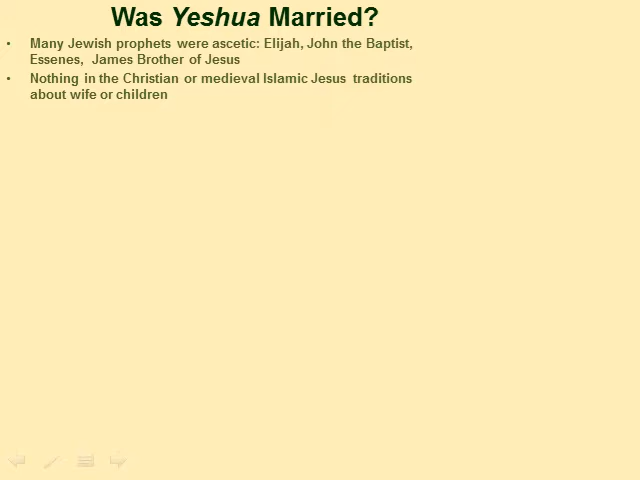 Was Yeshua Married?
• Many Jewish prophets were ascetic: Elijah, John the Baptist,
Essenes, James Brother of Jesus
• Nothing in the Christian or medieval Islamic Jesus traditions
about wife or children